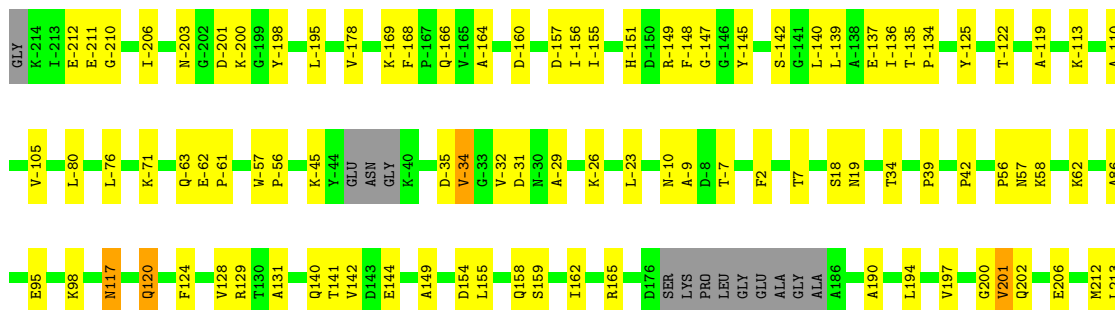 GLY K-214 I-213 E-212 E-211 G-210 I-206 N-203 G-202 D-201 K-200 G-199 Y-198 L-195 V-178 K-169 F-168 P-167 Q-166 V-165 A-164 D-160 D-157 I-156 I-155 H-151 D-150 R-149 F-148 G-147 G-146 Y-145 S-142 G-141 L-140 L-139 A-138 E-137 I-136 T-135 P-134 Y-125 T-122 A-119 K-113
V-105 L-80 L-76 K-71 Q-63 E-62 P-61 W-57 P-56 K-45 Y-44 GLU ASN GLY K-40 D-35 V-34 G-33 V-32 D-31 N-30 A-29 K-26 L-23 N-10 A-9 D-8 T-7 F2 T7 S18 N19 T34 P39 P42 P56 N57 K58 K62
E95 K98 N117 Q120 F124 V128 R129 T130 A131 Q140 T141 V142 D143 E144 A149 D154 L155 Q158 S159 I162 R165 D176 SER LYS PRO LEU GLY GLU ALA GLY ALA A186 A190 L194 V197 G200 V201 Q202 E206 M212